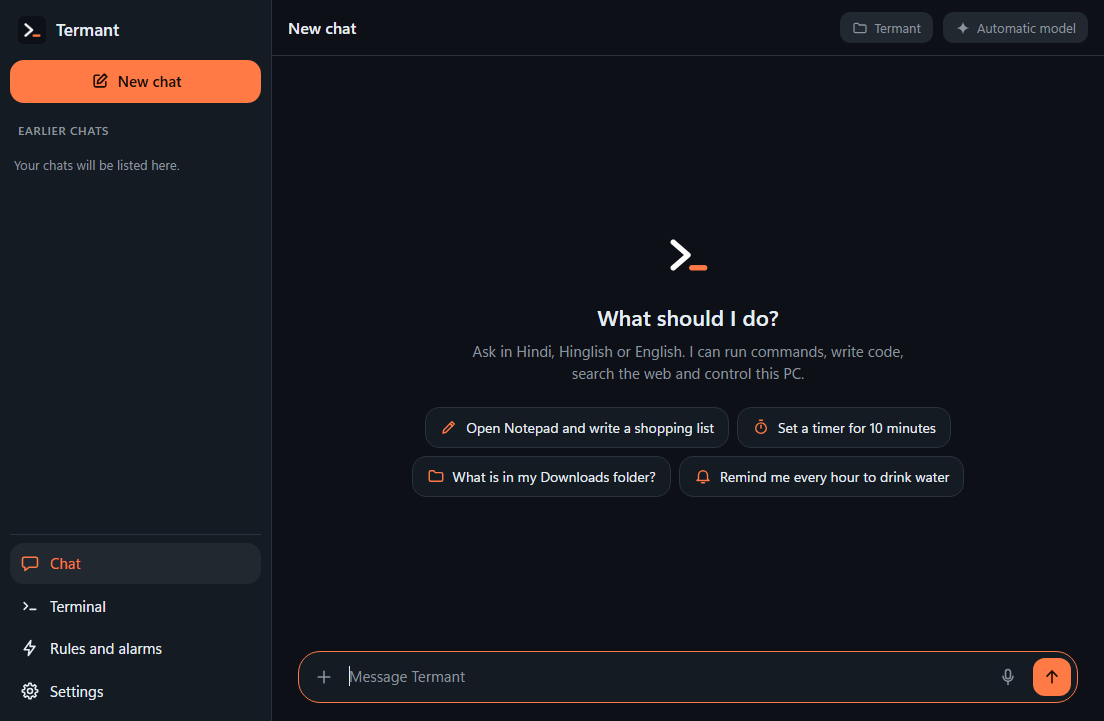 Termant
New chat
EARLIER CHATS
Your chats will be listed here.
Chat
Terminal
Rules and alarms
Settings
New chat
Termant
Automatic model
What should I do?
Ask in Hindi, Hinglish or English. I can run commands, write code,
search the web and control this PC.
Open Notepad and write a shopping list
Set a timer for 10 minutes
What is in my Downloads folder?
Remind me every hour to drink water
Message Termant